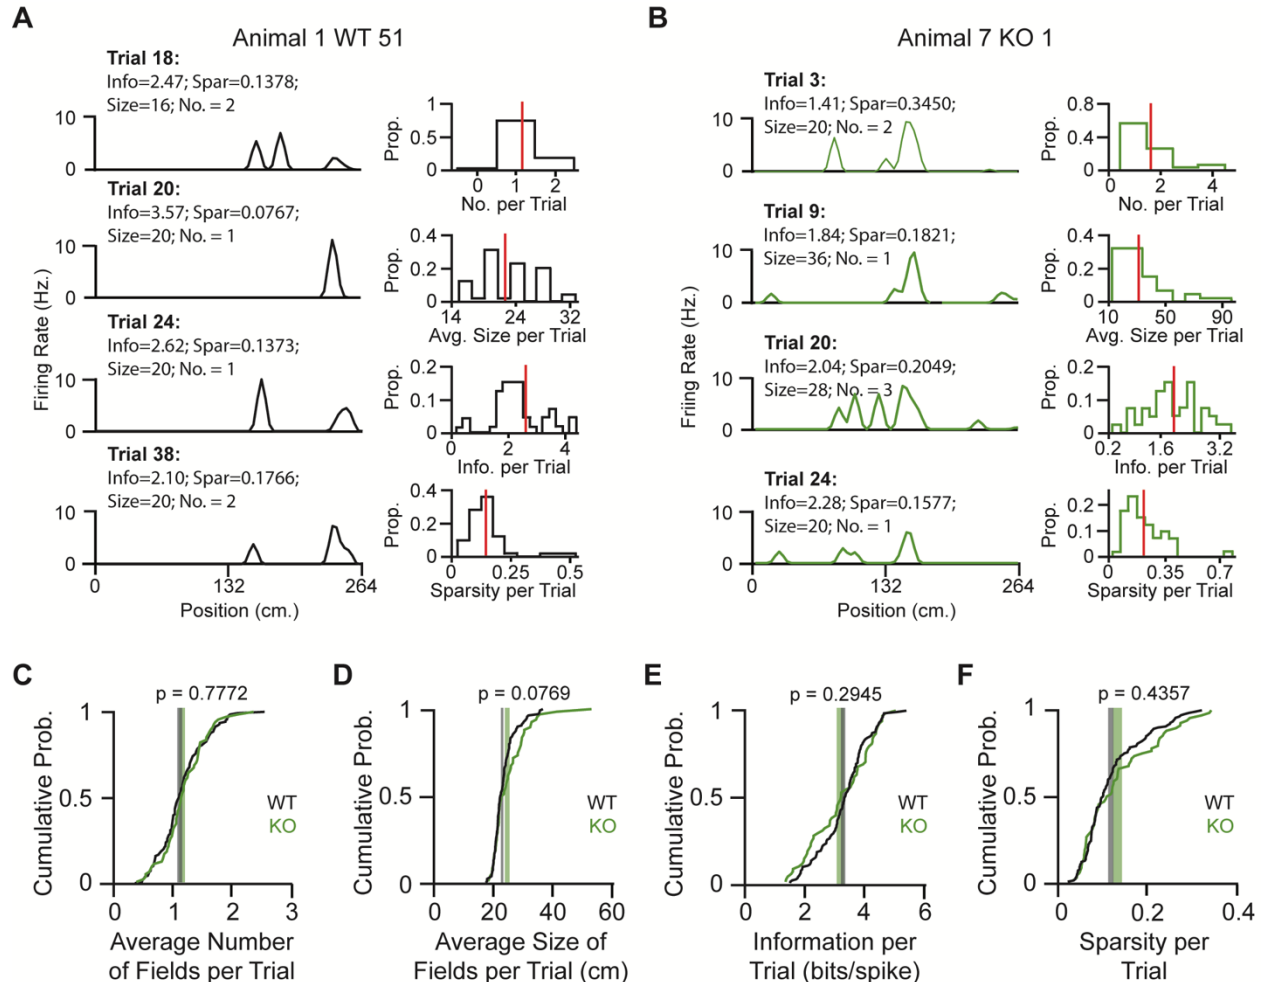 A
Animal 1 WT 51
Trial 18:
Info=2.47; Spar=0.1378;
Size=16; No. = 2
10
0
Trial 20:
Info=3.57; Spar=0.0767;
Size=20; No. = 1
10
0
Trial 24:
Info=2.62; Spar=0.1373;
Size=20; No. = 1
10
0
Trial 38:
Info=2.10; Spar=0.1766;
Size=20; No. = 2
10
0
0 132 264
Position (cm.)
Firing Rate (Hz.)
1
0.5
0
Prop.
0 1 2
No. per Trial
0.4
0.2
0
Prop.
14 24 32
Avg. Size per Trial
0.2
0.1
0
Prop.
0 2 4
Info. per Trial
0.4
0.2
0
Prop.
0 0.25 0.5
Sparsity per Trial
B
Animal 7 KO 1
Trial 3:
Info=1.41; Spar=0.3450;
Size=20; No. = 2
10
0
Trial 9:
Info=1.84; Spar=0.1821;
Size=36; No. = 1
10
0
Trial 20:
Info=2.04; Spar=0.2049;
Size=28; No. = 3
10
0
Trial 24:
Info=2.28; Spar=0.1577;
Size=20; No. = 1
10
0
0 132 264
Position (cm.)
Friing Rate (Hz.)
0.8
0.4
0
Prop.
0 2 4
No. per Trial
0.4
0.2
0
Prop.
10 50 90
Avg. Size per Trial
0.2
0.1
0
Prop.
0.2 1.6 3.2
Info. per Trial
0.2
0.1
0
Prop.
0 0.35 0.7
Sparsity per Trial
C
p = 0.7772
1
0.5
0
Cumulative Prob.
WT
KO
0 1 2 3
Average Number
of Fields per Trial
D
p = 0.0769
1
0.5
0
Cumulative Prob.
WT
KO
0 20 40 60
Average Size of
Fields per Trial (cm)
E
p = 0.2945
1
0.5
0
Cumulative Prob.
WT
KO
0 2 4 6
Information per
Trial (bits/spike)
F
p = 0.4357
1
0.5
0
Cumulative Prob.
WT
KO
0 0.2 0.4
Sparsity per
Trial